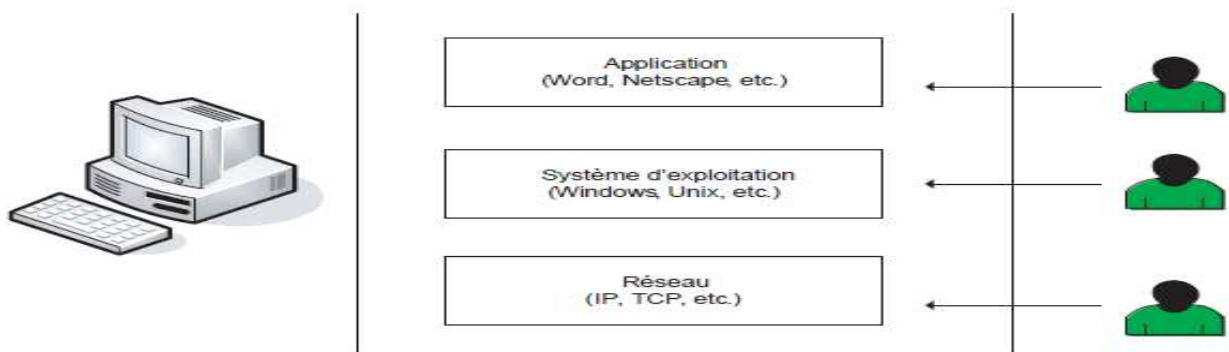 Application
(Word, Netscape, etc.)
Système d'exploitation
(Windows, Unix, etc.)
Réseau
(IP, TCP, etc.)